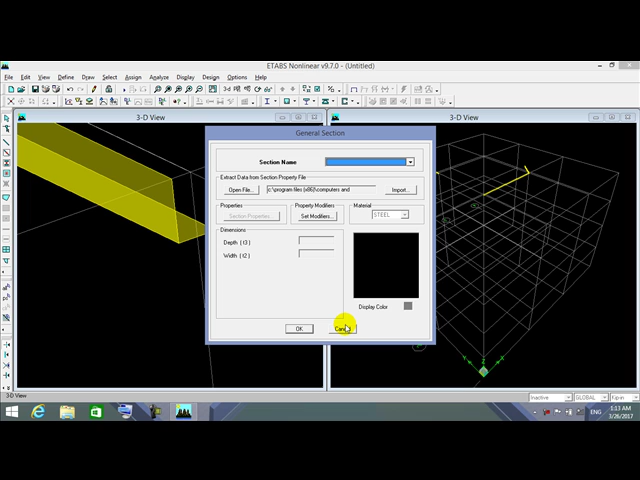 ETABS Nonlinear v9.7.0 - (Untitled)
File Edit View Define Draw Select Assign Analyze Display Design Options Help
3-D View
3-D View
General Section
Section Name
Extract Data from Section Property File
Open File...
c:\program files (x86)\computers and
Import...
Properties
Property Modifiers
Material
Section Properties...
Set Modifiers...
STEEL
Dimensions
Depth ( t3 )
Width ( t2 )
Display Color
OK
Cancel
X
Y
Z
3-D View
Inactive
GLOBAL
Kip-in
ENG
1:13 AM
3/26/2017